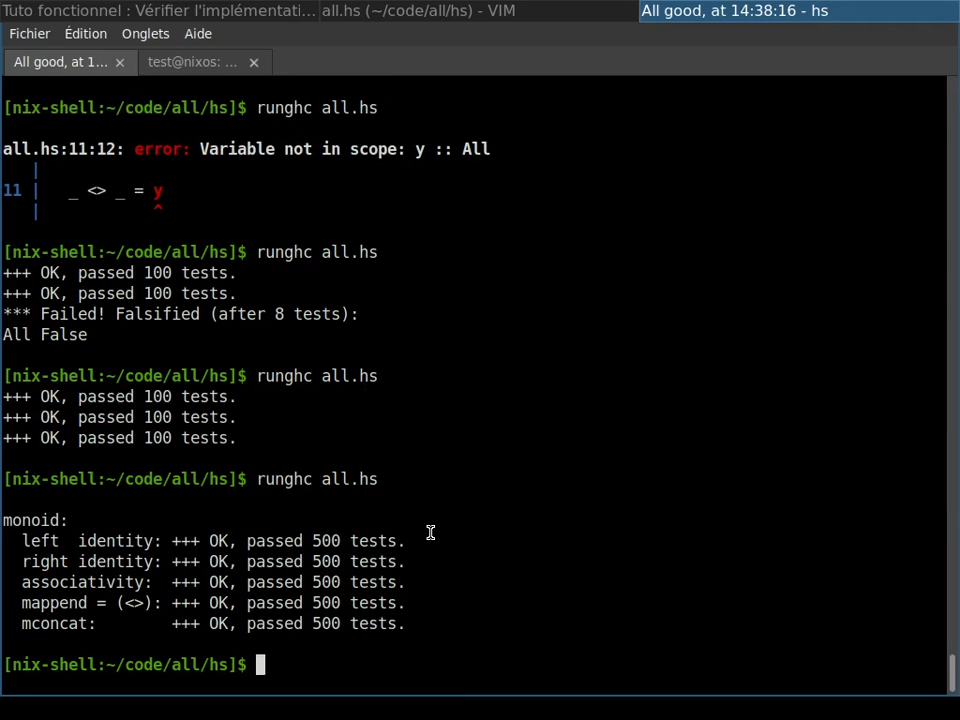 Tuto fonctionnel : Vérifier l'implémentati... all.hs (~/code/all/hs) - VIM All good, at 14:38:16 - hs
Fichier Édition Onglets Aide
All good, at 1... × test@nixos: ... ×
[nix-shell:~/code/all/hs]$ runghc all.hs
all.hs:11:12: error: Variable not in scope: y :: All
|
11 | _ <> _ = y
| ^
[nix-shell:~/code/all/hs]$ runghc all.hs
+++ OK, passed 100 tests.
+++ OK, passed 100 tests.
*** Failed! Falsified (after 8 tests):
All False
[nix-shell:~/code/all/hs]$ runghc all.hs
+++ OK, passed 100 tests.
+++ OK, passed 100 tests.
+++ OK, passed 100 tests.
[nix-shell:~/code/all/hs]$ runghc all.hs
monoid:
left  identity: +++ OK, passed 500 tests.
right identity: +++ OK, passed 500 tests.
associativity:  +++ OK, passed 500 tests.
mappend = (<>): +++ OK, passed 500 tests.
mconcat:        +++ OK, passed 500 tests.
[nix-shell:~/code/all/hs]$